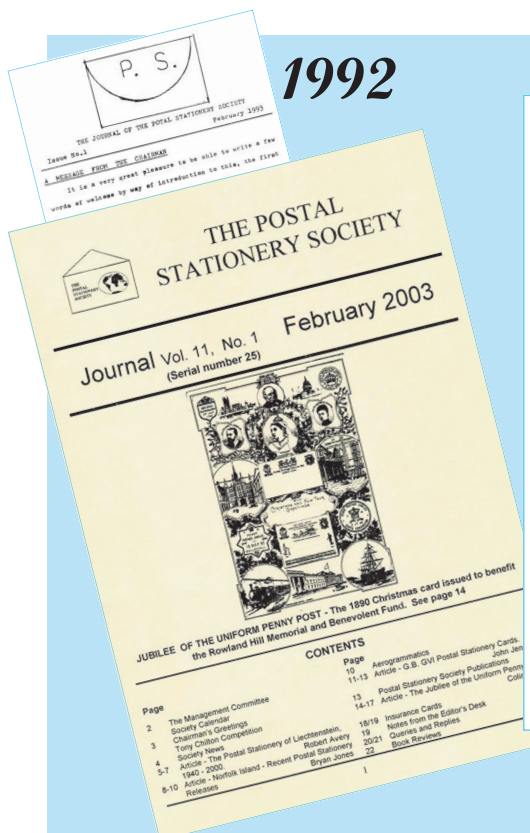 1992
P. S.
THE JOURNAL OF THE POTAL STATIONERY SOCIETY
Issue No.1 February 1993
A MESSAGE FROM THE CHAIRMAN
It is a very great pleasure to be able to write a few
words of welcome by way of introduction to this, the first
THE POSTAL
STATIONERY SOCIETY
THE
POSTAL
STATIONERY
SOCIETY
Journal Vol. 11, No. 1 February 2003
(Serial number 25)
JUBILEE OF THE UNIFORM PENNY POST - The 1890 Christmas card issued to benefit
the Rowland Hill Memorial and Benevolent Fund. See page 14
CONTENTS
Page
2 The Management Committee
Society Calendar
3 Chairman's Greetings
Tony Chilton Competition
4 Society News
5-7 Article - The Postal Stationery of Liechtenstein,
1940 - 2000. Robert Avery
8-10 Article - Norfolk Island - Recent Postal Stationery
Releases Bryan Jones
Page
10 Aerogrammatics
11-13 Article - G.B. GVI Postal Stationery Cards.
John
13 Postal Stationery Society Publications
14-17 Article - The Jubilee of the Uniform
18/19 Insurance Cards
19 Notes from the Editor's Desk
20/21 Queries and Replies
22 Book Reviews
1